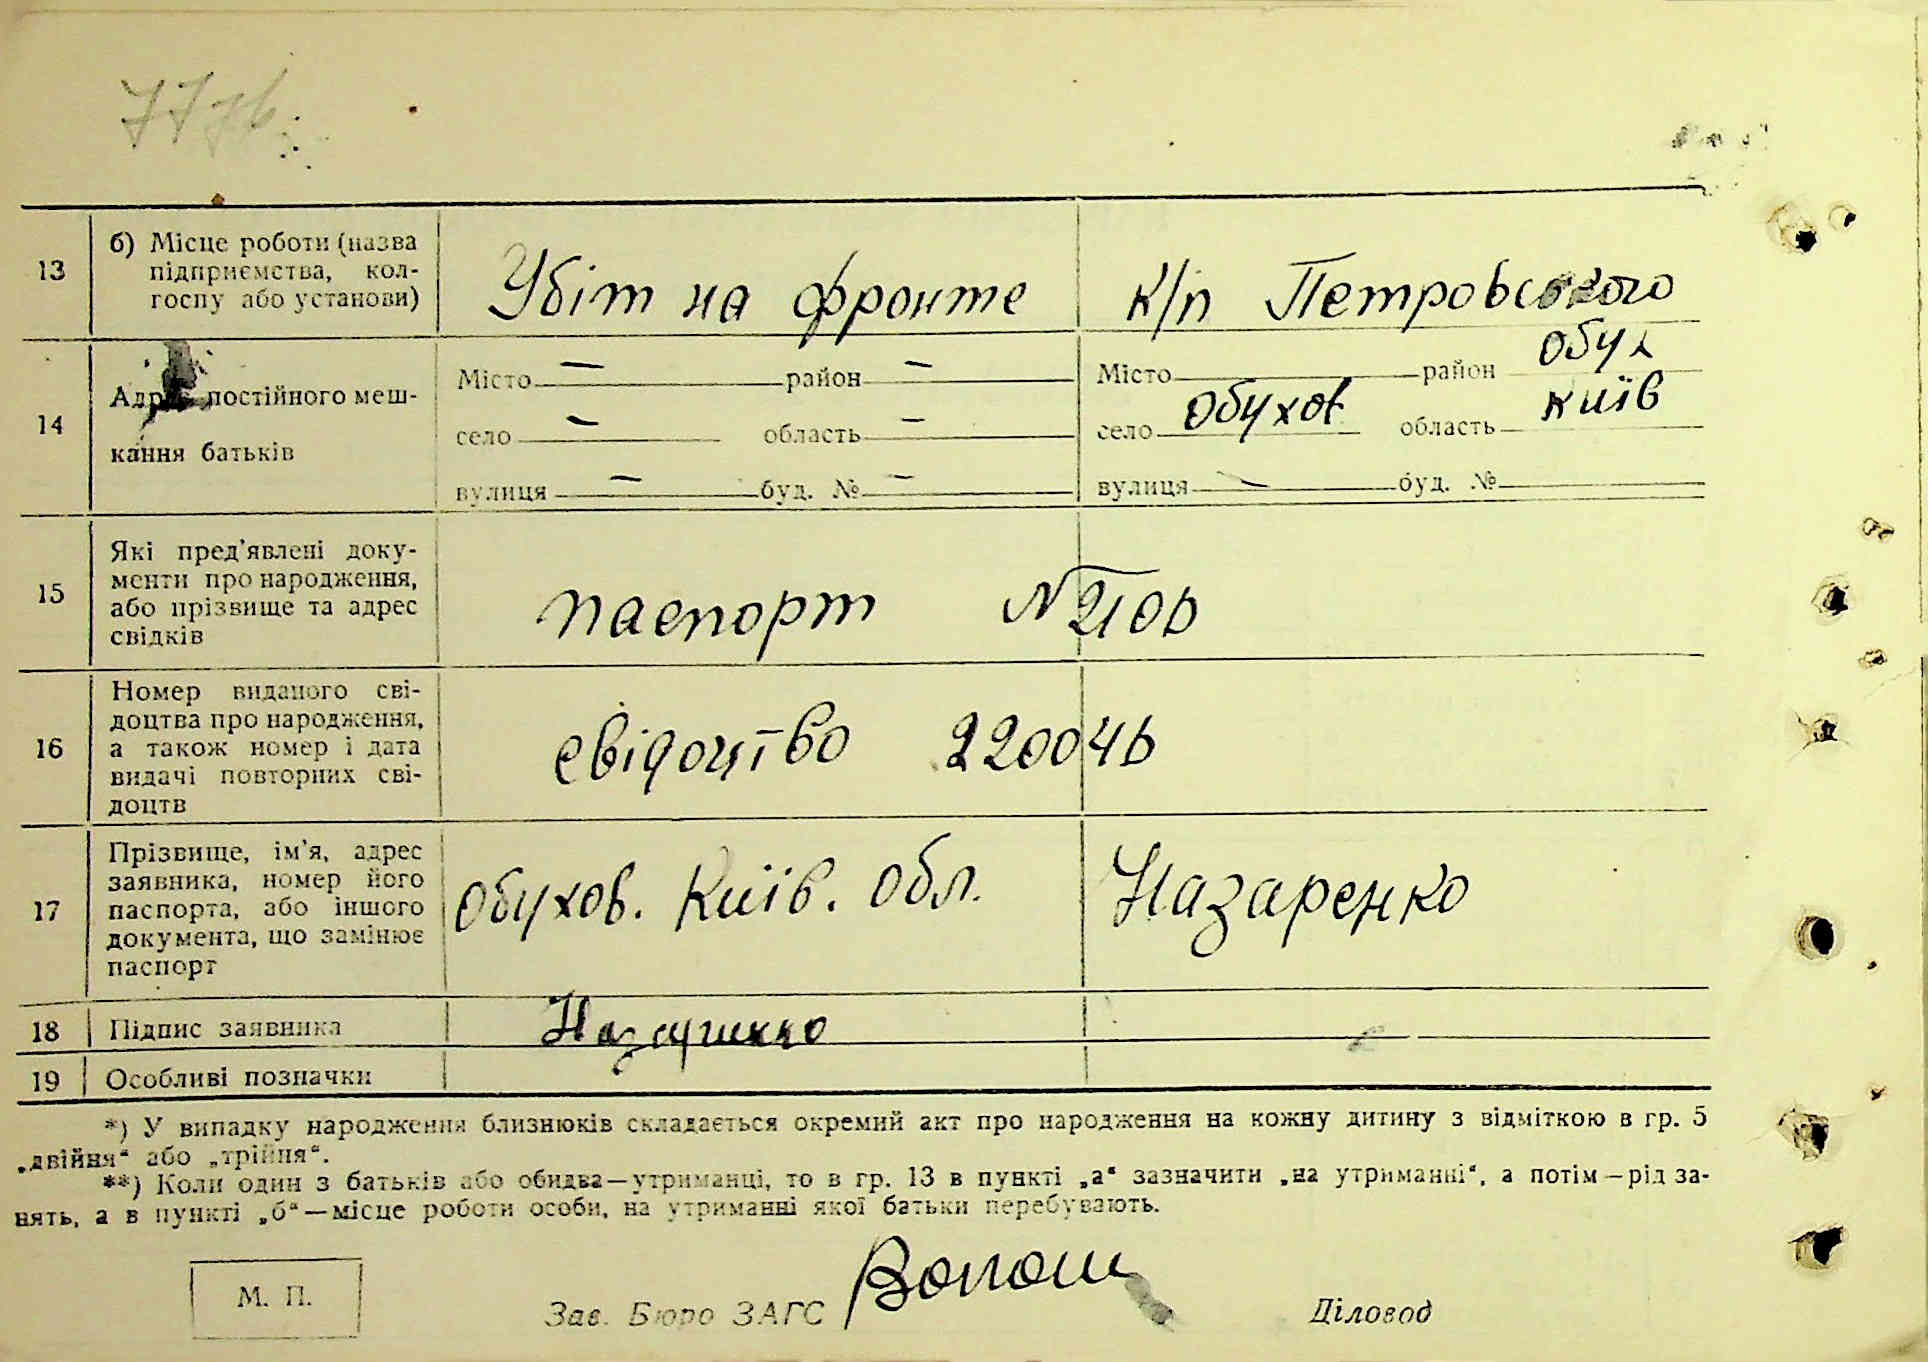 13
б) Місце роботи (назва
підприємства, кол-
госпу або установи)
Убіт на фронте
к/п Петровського
14
Адреса постійного меш-
кання батьків
Місто — район —
село — область —
вулиця — буд. № —
Місто район Обух
село Обухов область Київ
вулиця — буд. №
15
Які пред'явлені доку-
менти про народження,
або прізвище та адрес
свідків
паспорт №
16
Номер виданого сві-
доцтва про народження,
а також номер і дата
видачі повторних сві-
доцтв
свідоцтво
17
Прізвище, ім'я, адрес
заявника, номер його
паспорта, або іншого
документа, що замінює
паспорт
Обухов. Київ. обл.
Назаренко
18
Підпис заявника
Назаренко
19
Особливі позначки
*) У випадку народження близнюків складається окремий акт про народження на кожну дитину з відміткою в гр. 5
„двійня“ або „трійня“.
**) Коли один з батьків або обидва—утриманці, то в гр. 13 в пункті „а“ зазначити „на утриманні“, а потім—рід за-
нять, а в пункті „б“—місце роботи особи, на утриманні якої батьки перебувають.
М. П.
Зав. Бюро ЗАГС
Діловод